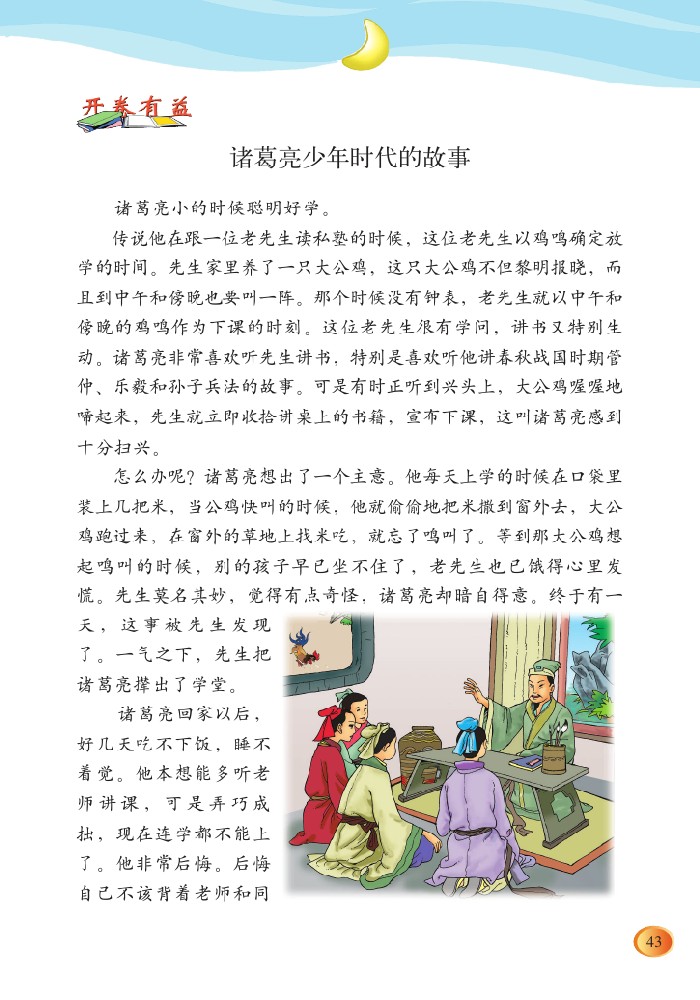 开卷有益
诸葛亮少年时代的故事
诸葛亮小的时候聪明好学。
传说他在跟一位老先生读私塾的时候，这位老先生以鸡鸣确定放
学的时间。先生家里养了一只大公鸡，这只大公鸡不但黎明报晓，而
且到中午和傍晚也要叫一阵。那个时候没有钟表，老先生就以中午和
傍晚的鸡鸣作为下课的时刻。这位老先生很有学问，讲书又特别生
动。诸葛亮非常喜欢听先生讲书，特别是喜欢听他讲春秋战国时期管
仲、乐毅和孙子兵法的故事。可是有时正听到兴头上，大公鸡喔喔地
啼起来，先生就立即收拾讲桌上的书籍，宣布下课，这叫诸葛亮感到
十分扫兴。
怎么办呢？诸葛亮想出了一个主意。他每天上学的时候在口袋里
装上几把米，当公鸡快叫的时候，他就偷偷地把米撒到窗外去，大公
鸡跑过来，在窗外的草地上找米吃，就忘了鸣叫了。等到那大公鸡想
起鸣叫的时候，别的孩子早已坐不住了，老先生也已饿得心里发
慌。先生莫名其妙，觉得有点奇怪，诸葛亮却暗自得意。终于有一
天，这事被先生发现
了。一气之下，先生把
诸葛亮撵出了学堂。
诸葛亮回家以后，
好几天吃不下饭，睡不
着觉。他本想能多听老
师讲课，可是弄巧成
拙，现在连学都不能上
了。他非常后悔。后悔
自己不该背着老师和同
43